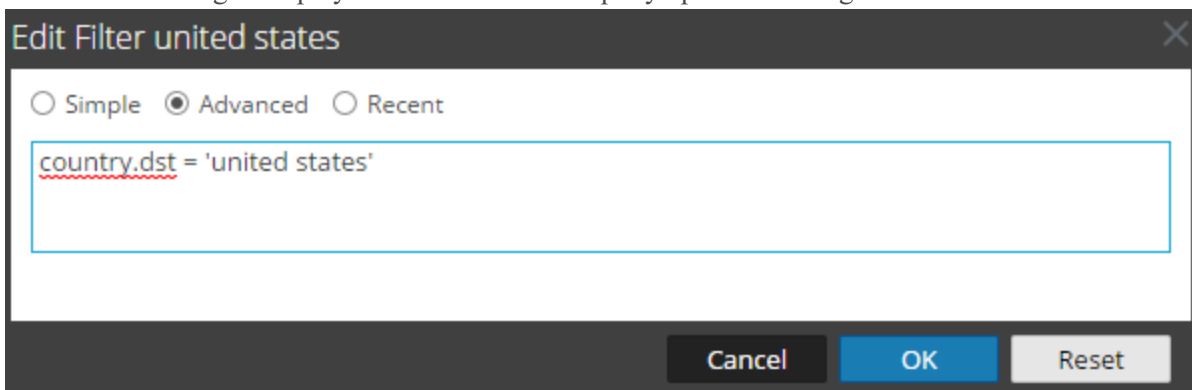 Edit Filter united states
Simple Advanced Recent
country.dst = 'united states'
Cancel OK Reset